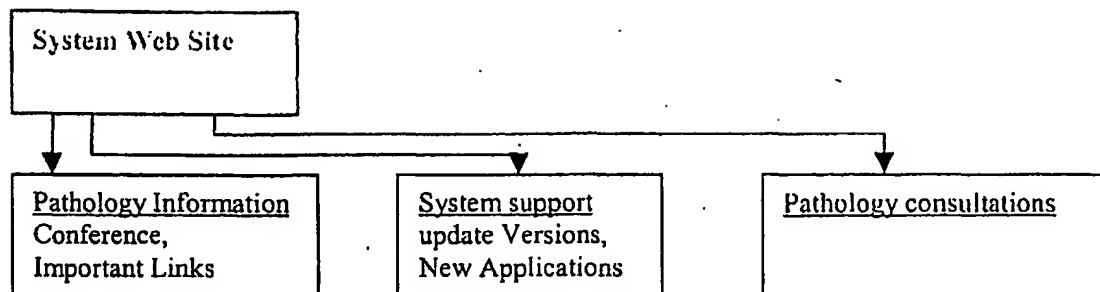 System Web Site
Pathology Information
Conference,
Important Links
System support
update Versions,
New Applications
Pathology consultations